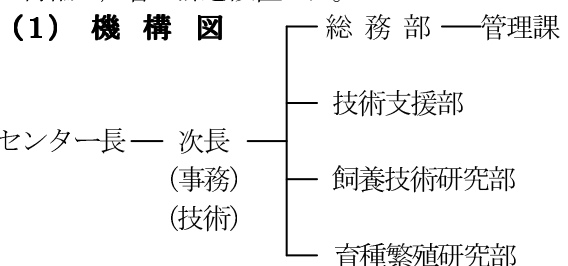 (1) 機 構 図
総 務 部
管理課
技術支援部
センター長
次長
(事務)
(技術)
飼養技術研究部
育種繁殖研究部